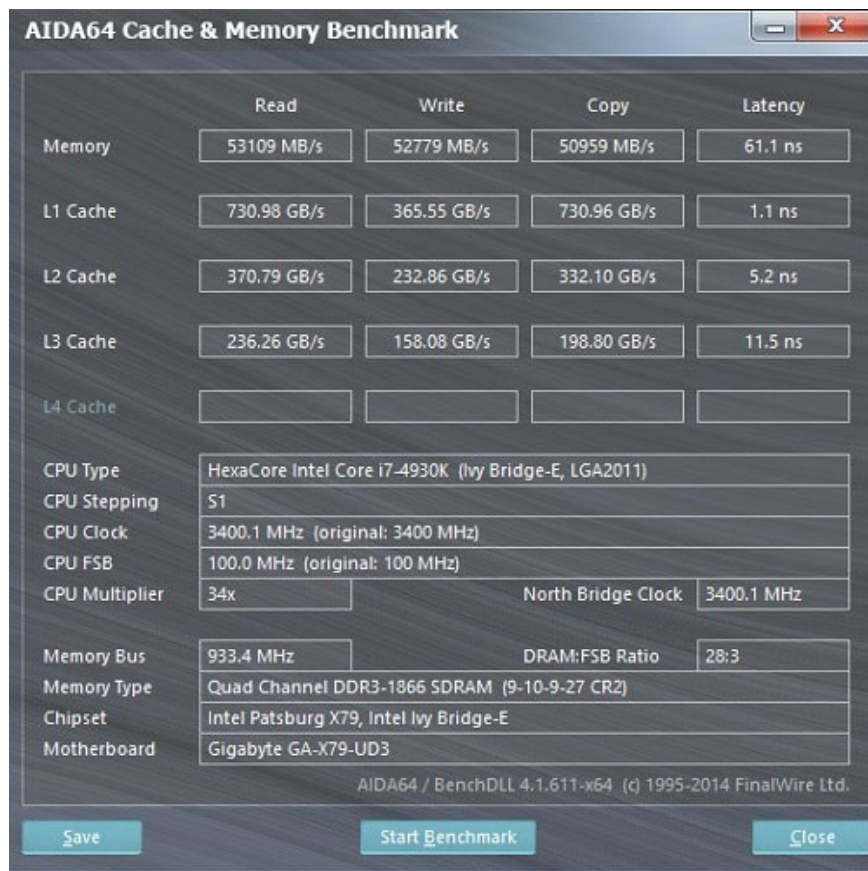 AIDA64 Cache & Memory Benchmark
Read Write Copy Latency
Memory 53109 MB/s 52779 MB/s 50959 MB/s 61.1 ns
L1 Cache 730.98 GB/s 365.55 GB/s 730.96 GB/s 1.1 ns
L2 Cache 370.79 GB/s 232.86 GB/s 332.10 GB/s 5.2 ns
L3 Cache 236.26 GB/s 158.08 GB/s 198.80 GB/s 11.5 ns
L4 Cache
CPU Type HexaCore Intel Core i7-4930K (Ivy Bridge-E, LGA2011)
CPU Stepping S1
CPU Clock 3400.1 MHz (original: 3400 MHz)
CPU FSB 100.0 MHz (original: 100 MHz)
CPU Multiplier 34x North Bridge Clock 3400.1 MHz
Memory Bus 933.4 MHz DRAM:FSB Ratio 28:3
Memory Type Quad Channel DDR3-1866 SDRAM (9-10-9-27 CR2)
Chipset Intel Patsburg X79, Intel Ivy Bridge-E
Motherboard Gigabyte GA-X79-UD3
AIDA64 / BenchDLL 4.1.611-x64 (c) 1995-2014 FinalWire Ltd.
Save Start Benchmark Close